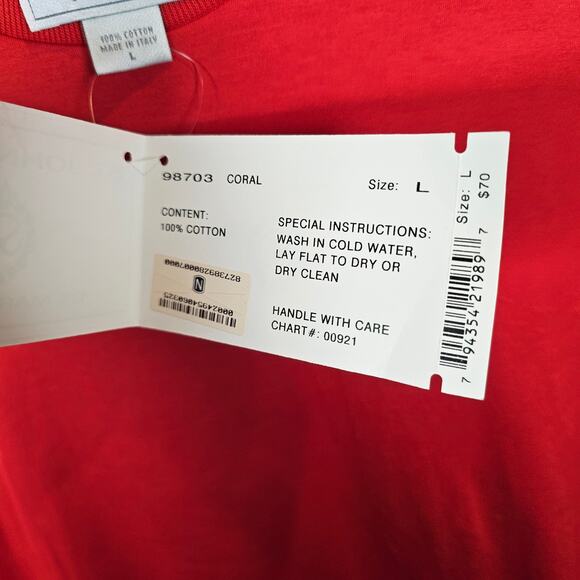 100% COTTON
MADE IN ITALY
L
98703 CORAL
Size: L
CONTENT:
100% COTTON
SPECIAL INSTRUCTIONS:
WASH IN COLD WATER,
LAY FLAT TO DRY OR
DRY CLEAN
HANDLE WITH CARE
CHART#: 00921
N
Size: L
$70
7 94354 21989 7